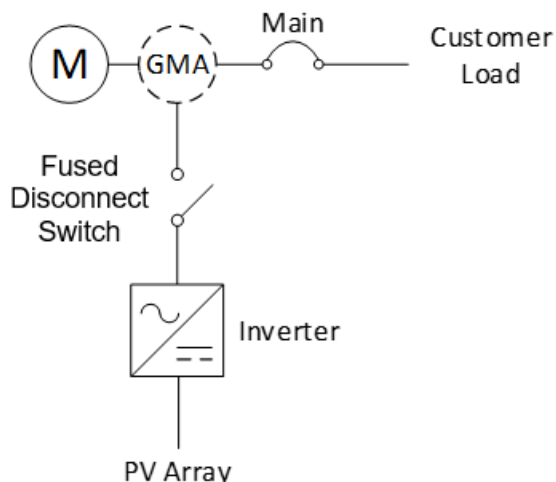 M
GMA
Main
Customer
Load
Fused
Disconnect
Switch
Inverter
PV Array